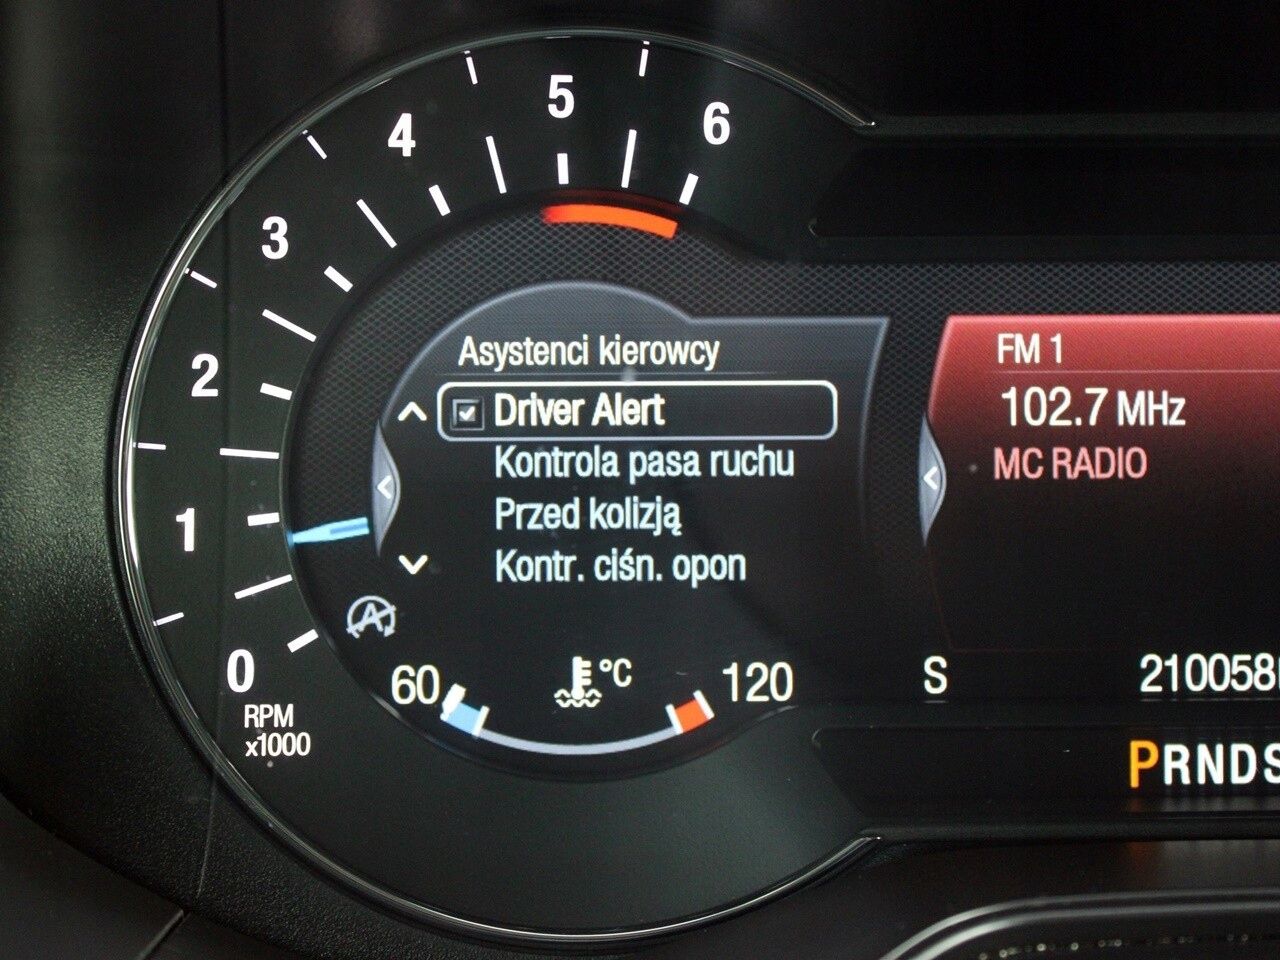 0
1
2
3
4
5
6
RPM
x1000
Asystenci kierowcy
Driver Alert
Kontrola pasa ruchu
Przed kolizją
Kontr. ciśn. opon
A
60
°C
120
FM 1
102.7 MHz
MC RADIO
S
210058
PRNDS